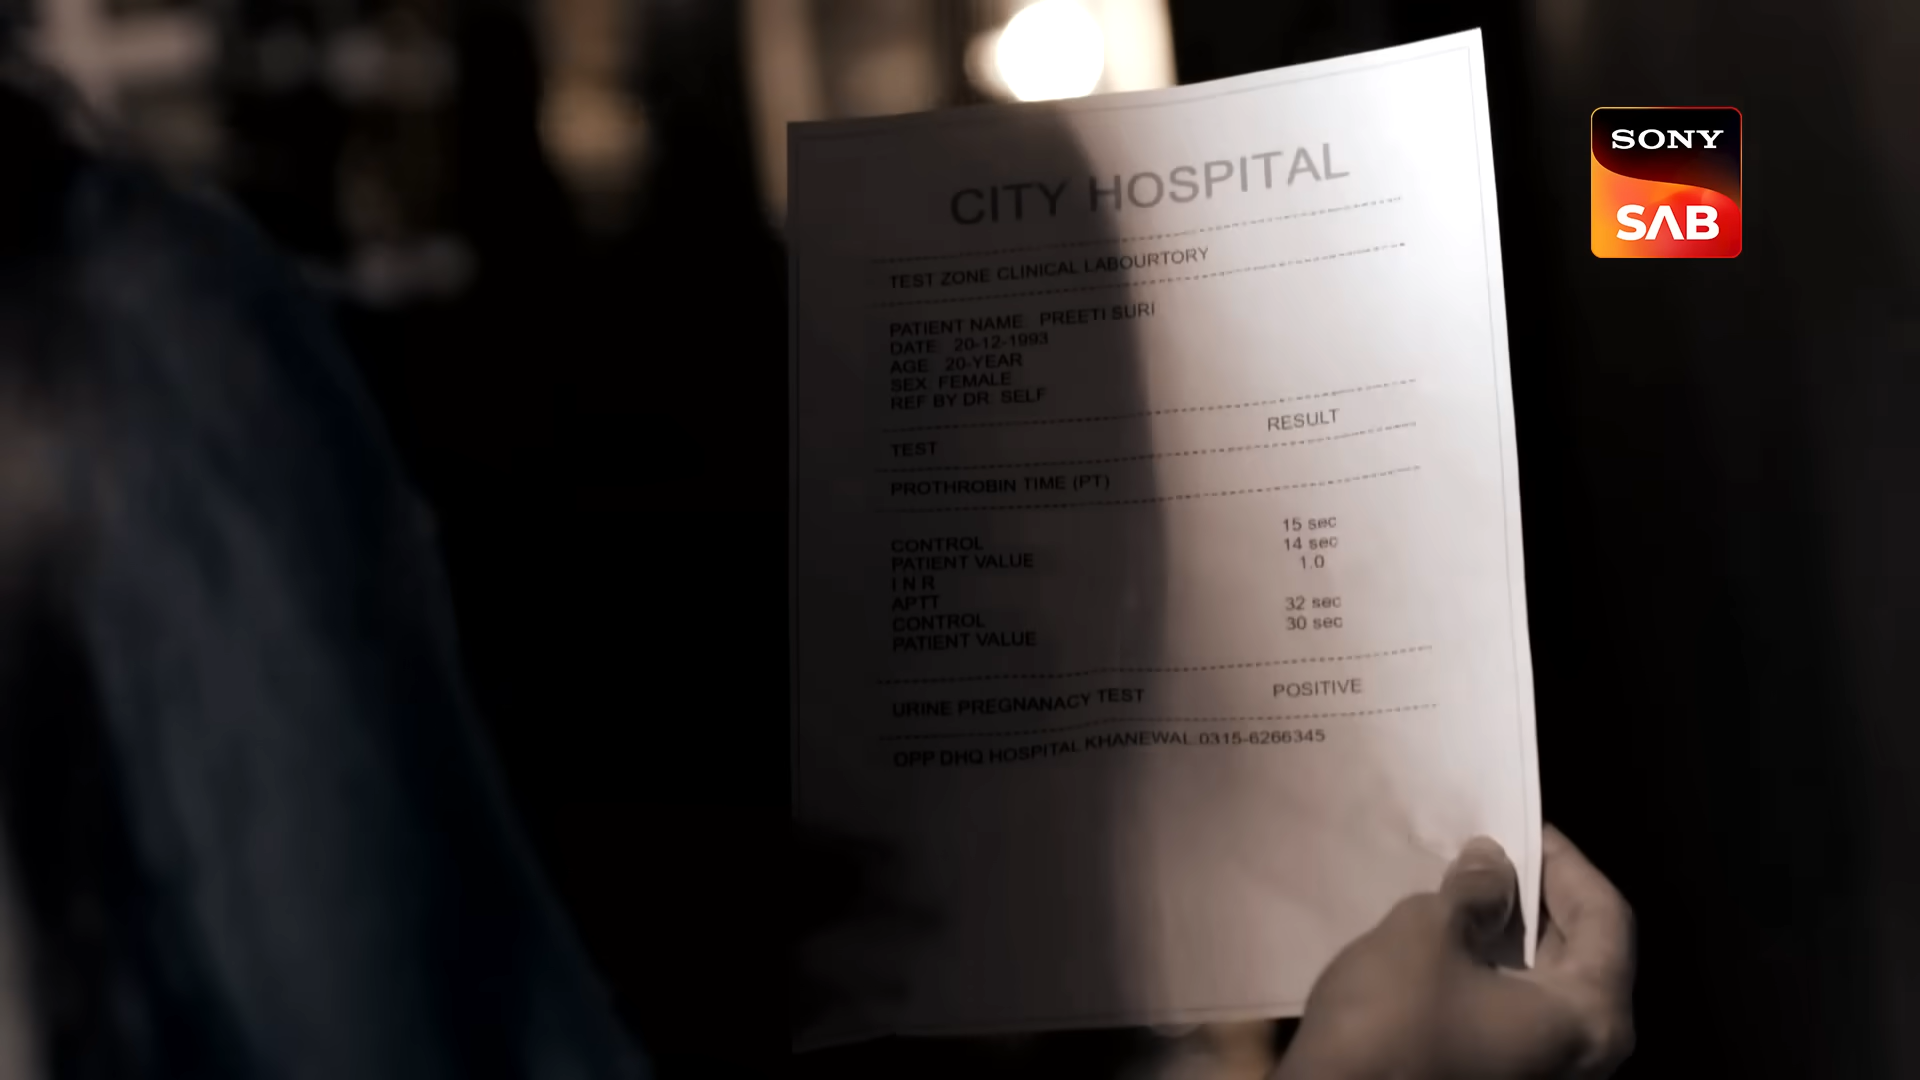 CITY HOSPITAL
TEST ZONE CLINICAL LABOURTORY
PATIENT NAME PREETI SURI
DATE 20-12-1993
AGE 20-YEAR
SEX FEMALE
REF BY DR SELF
TEST RESULT
PROTHROBIN TIME (PT)
15 sec
CONTROL 14 sec
PATIENT VALUE 1.0
I N R
APTT 32 sec
CONTROL 30 sec
PATIENT VALUE
URINE PREGNANACY TEST POSITIVE
OPP DHQ HOSPITAL KHANEWAL.0315-6266345
SONY
SAB